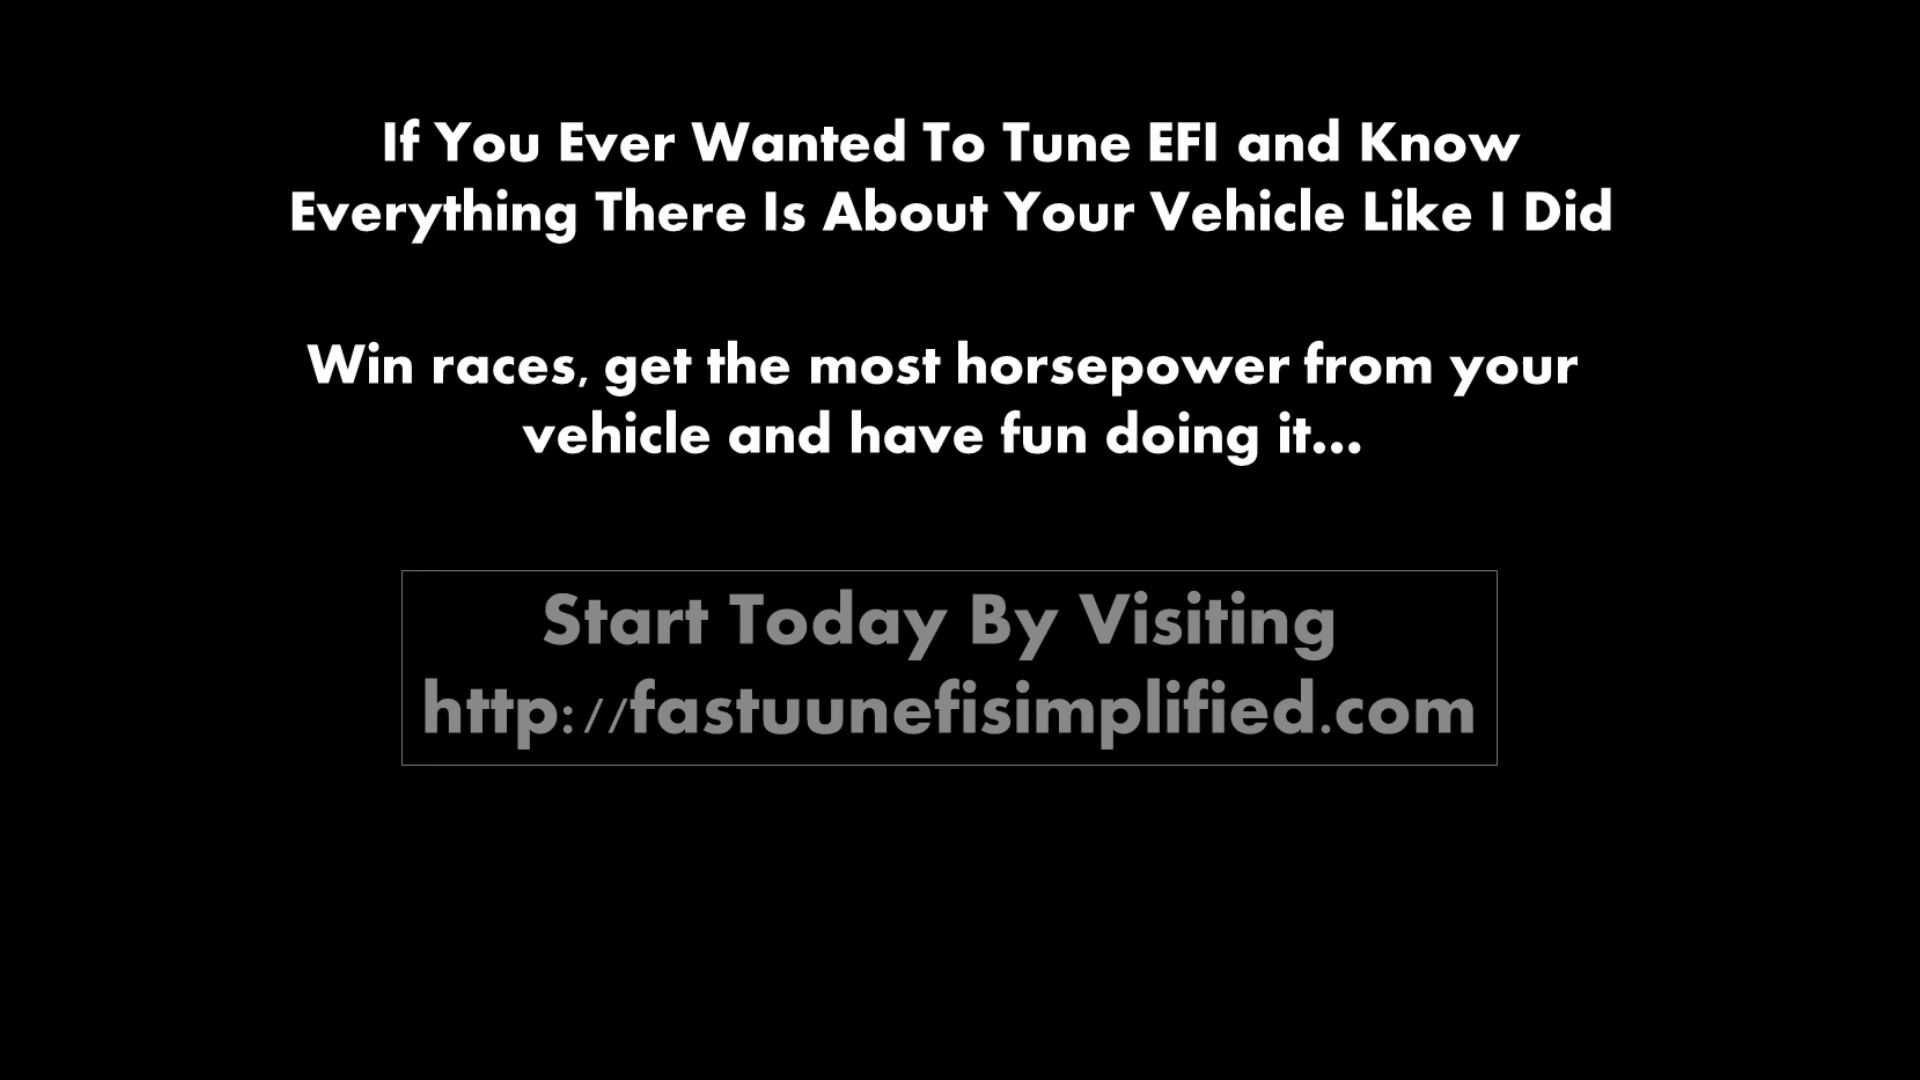 If You Ever Wanted To Tune EFI and Know
Everything There Is About Your Vehicle Like I Did
Win races, get the most horsepower from your
vehicle and have fun doing it...
Start Today By Visiting
http://fastuunefisimplified.com